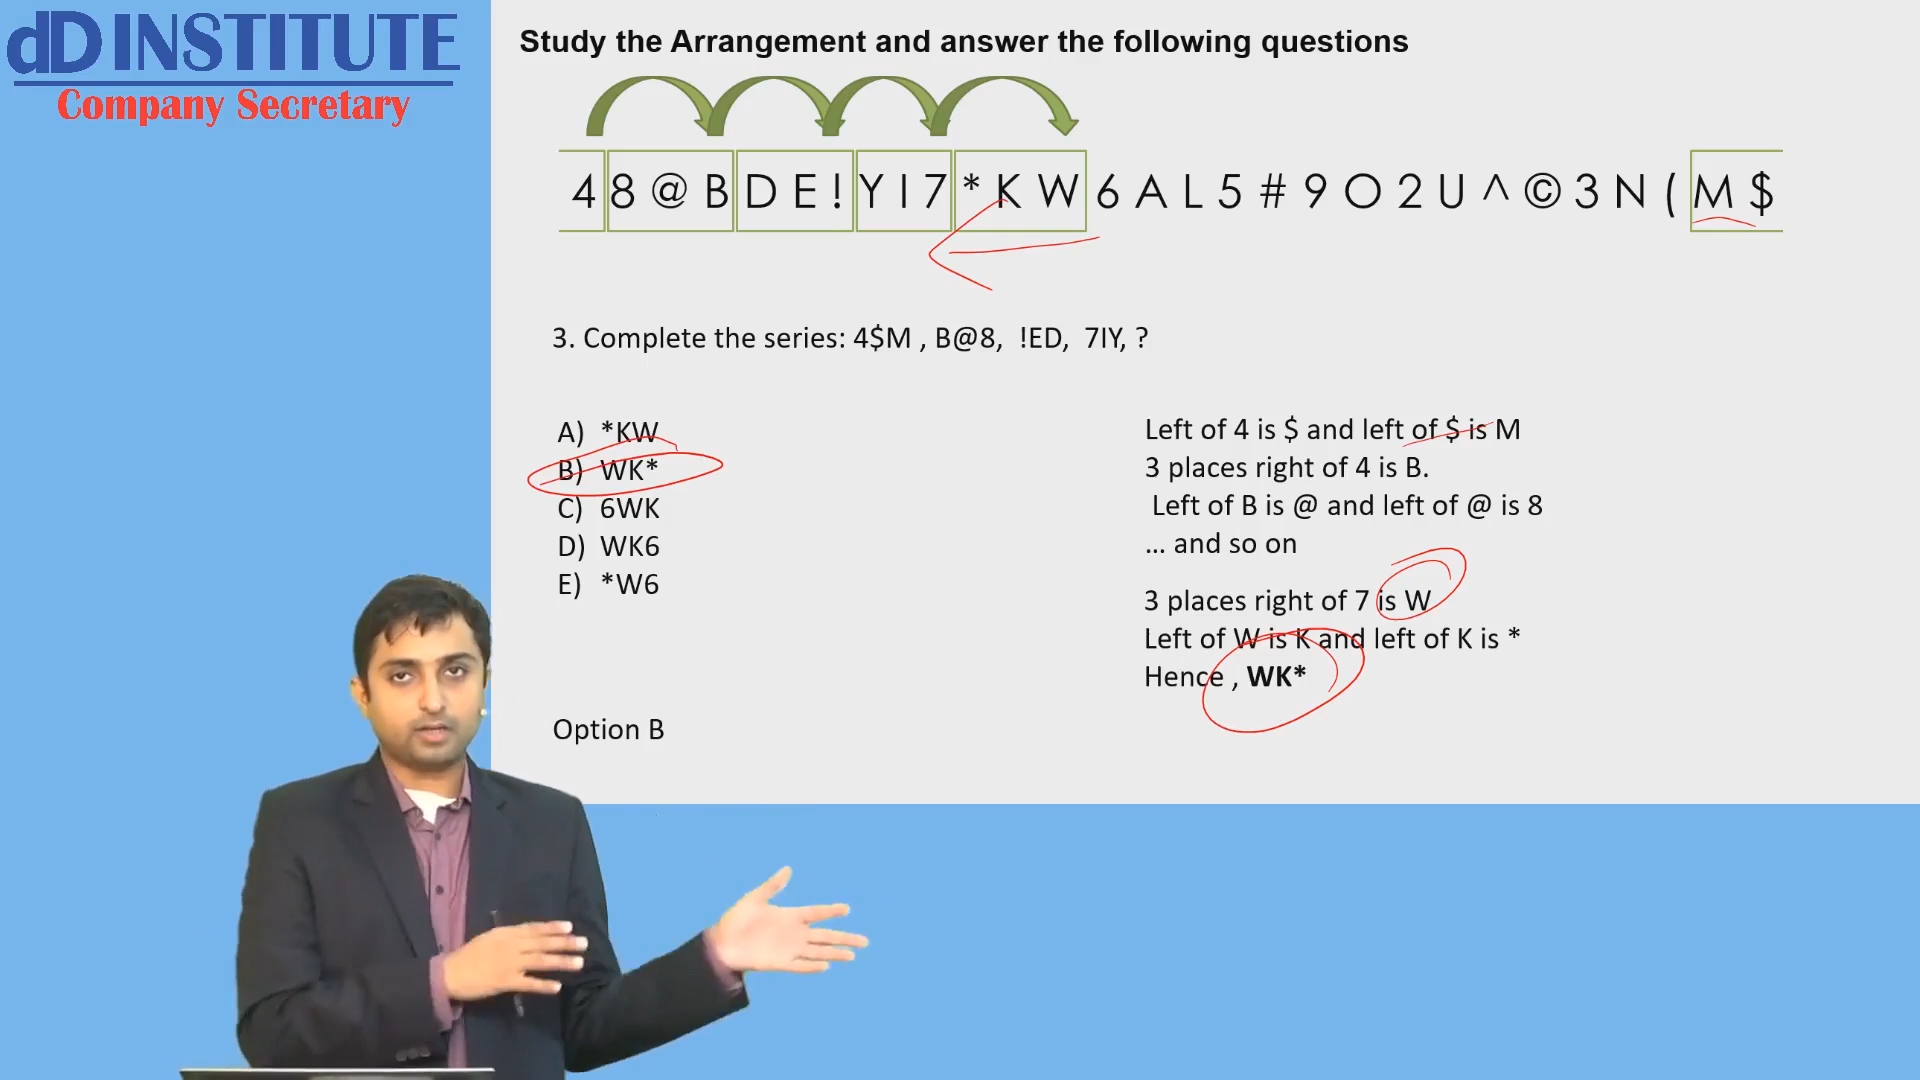 dD INSTITUTE
Company Secretary
Study the Arrangement and answer the following questions
4 8 @ B D E ! Y I 7 * K W 6 A L 5 # 9 O 2 U ^ © 3 N ( M $
3. Complete the series: 4$M , B@8, !ED, 7IY, ?
A) *KW
B) WK*
C) 6WK
D) WK6
E) *W6
Left of 4 is $ and left of $ is M
3 places right of 4 is B.
Left of B is @ and left of @ is 8
... and so on
3 places right of 7 is W
Left of W is K and left of K is *
Hence , WK*
Option B